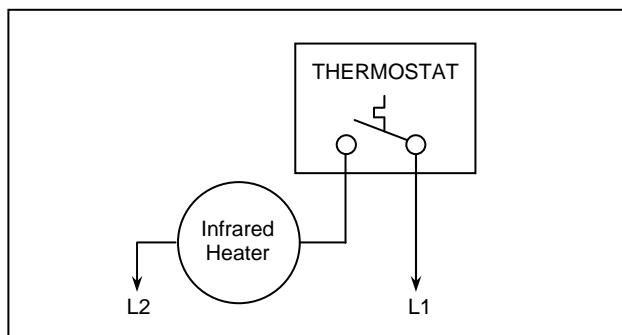 THERMOSTAT
Infrared
Heater
L2
L1